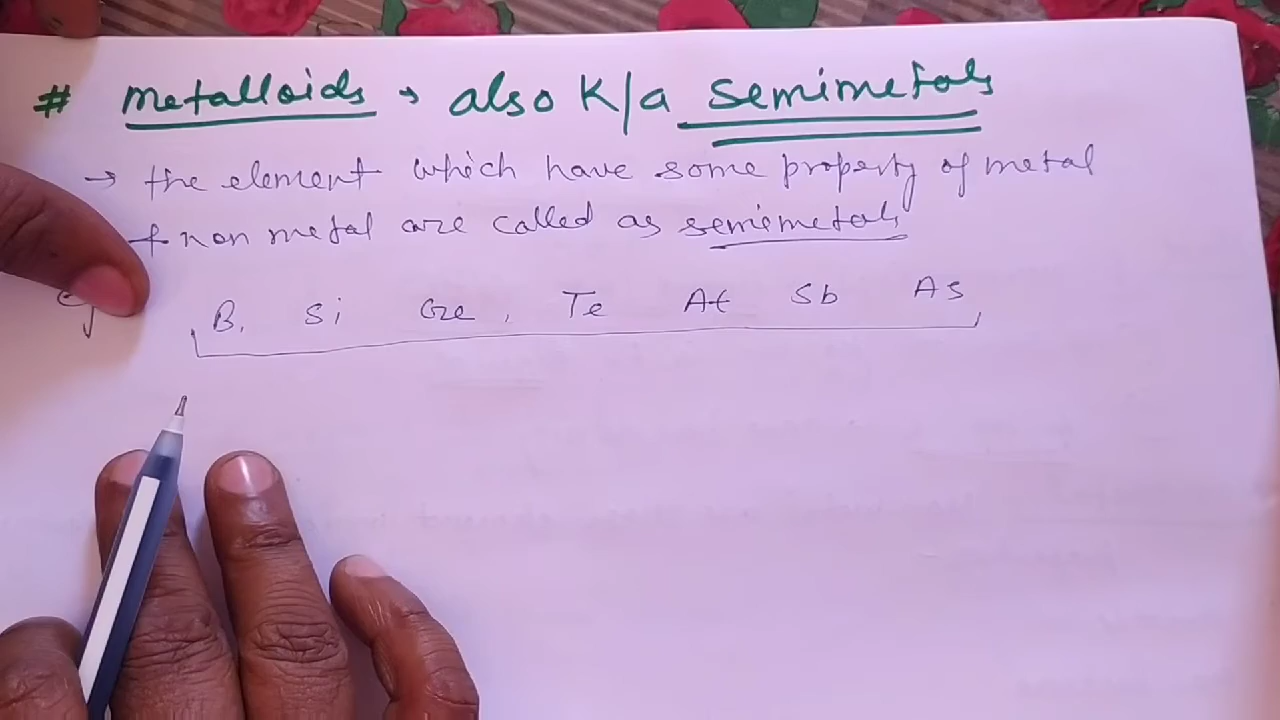 # metalloids → also K/a semimetals
→ the element which have some property of metal
+ non metal are called as semimetals
eg B, Si Ge, Te At Sb As